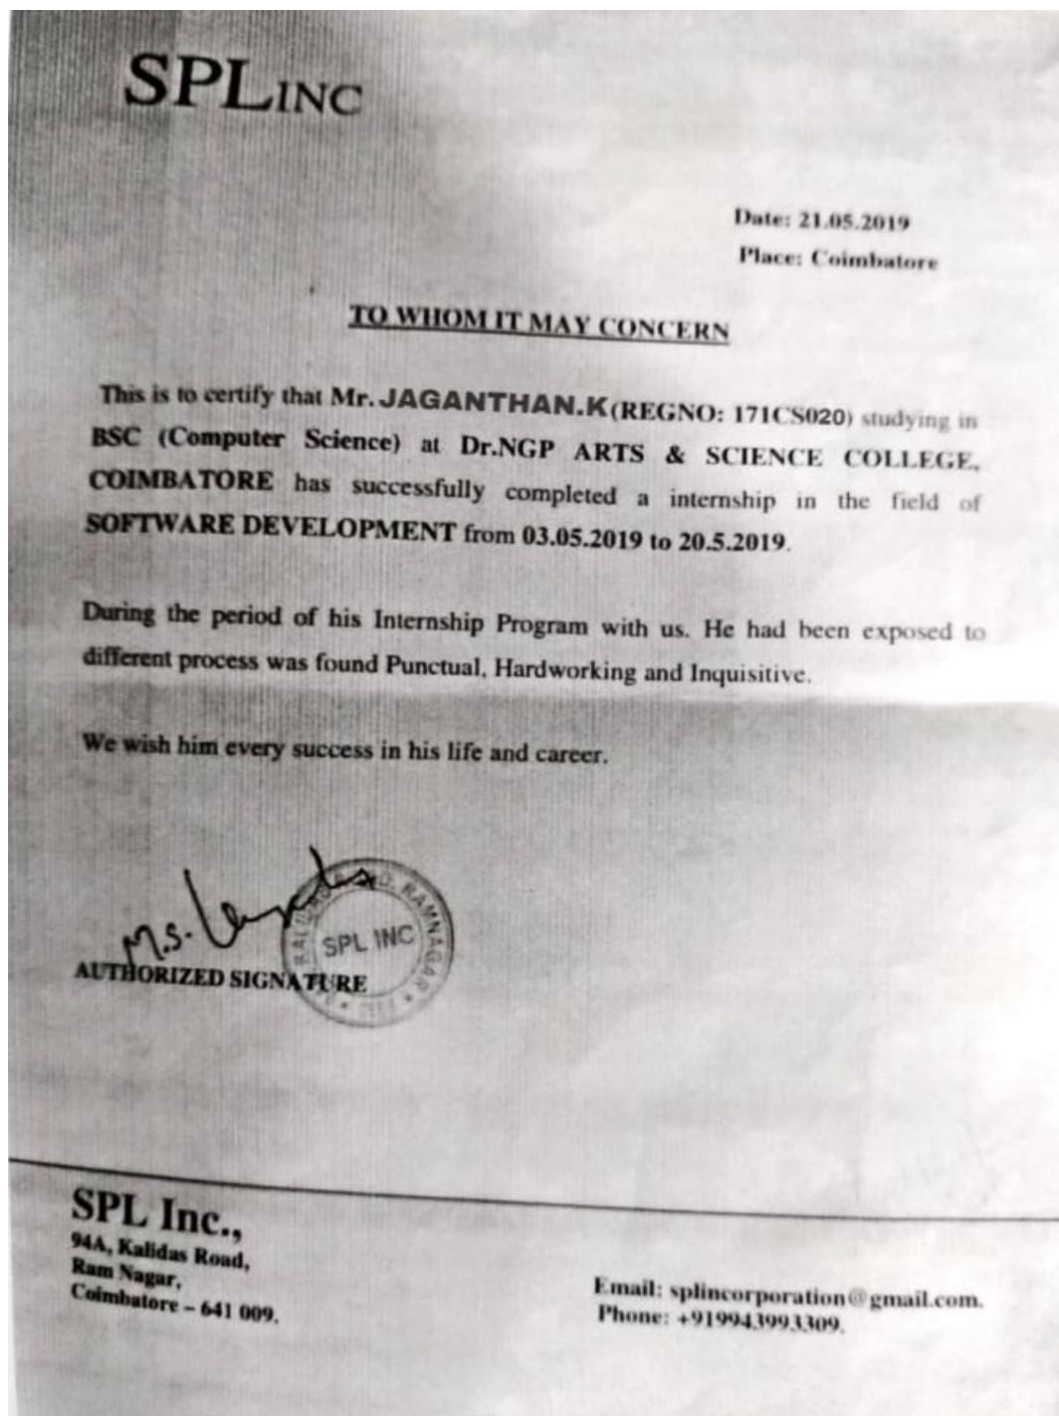 SPLINC
Date: 21.05.2019
Place: Coimbatore
TO WHOM IT MAY CONCERN
This is to certify that Mr. JAGANTHAN.K (REGNO: 171CS020) studying in
BSC (Computer Science) at Dr.NGP ARTS & SCIENCE COLLEGE,
COIMBATORE has successfully completed a internship in the field of
SOFTWARE DEVELOPMENT from 03.05.2019 to 20.5.2019.
During the period of his Internship Program with us. He had been exposed to
different process was found Punctual, Hardworking and Inquisitive.
We wish him every success in his life and career.
M.S.
RAMNAGAR
SPL INC
AUTHORIZED SIGNATURE
SPL Inc.,
94A, Kalidas Road,
Ram Nagar,
Coimbatore – 641 009.
Email: splincorporation@gmail.com.
Phone: +919943993309.